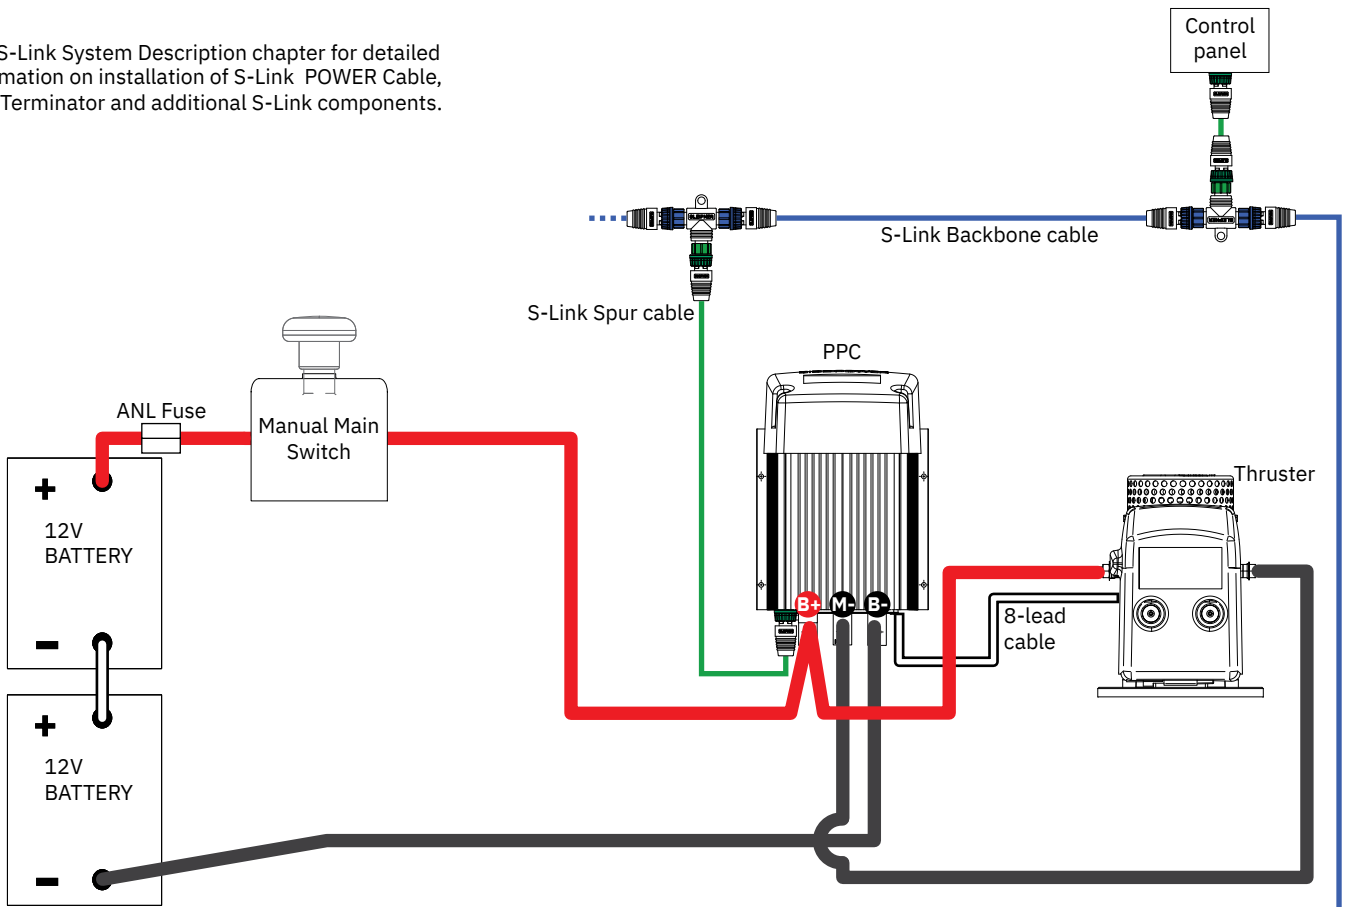 S-Link System Description chapter for detailed
mation on installation of S-Link POWER Cable,
Terminator and additional S-Link components.
Control
panel
S-Link Backbone cable
S-Link Spur cable
PPC
ANL Fuse
Manual Main
Switch
Thruster
+
12V
BATTERY
-
B+
M-
B-
8-lead
cable
+
12V
BATTERY
-